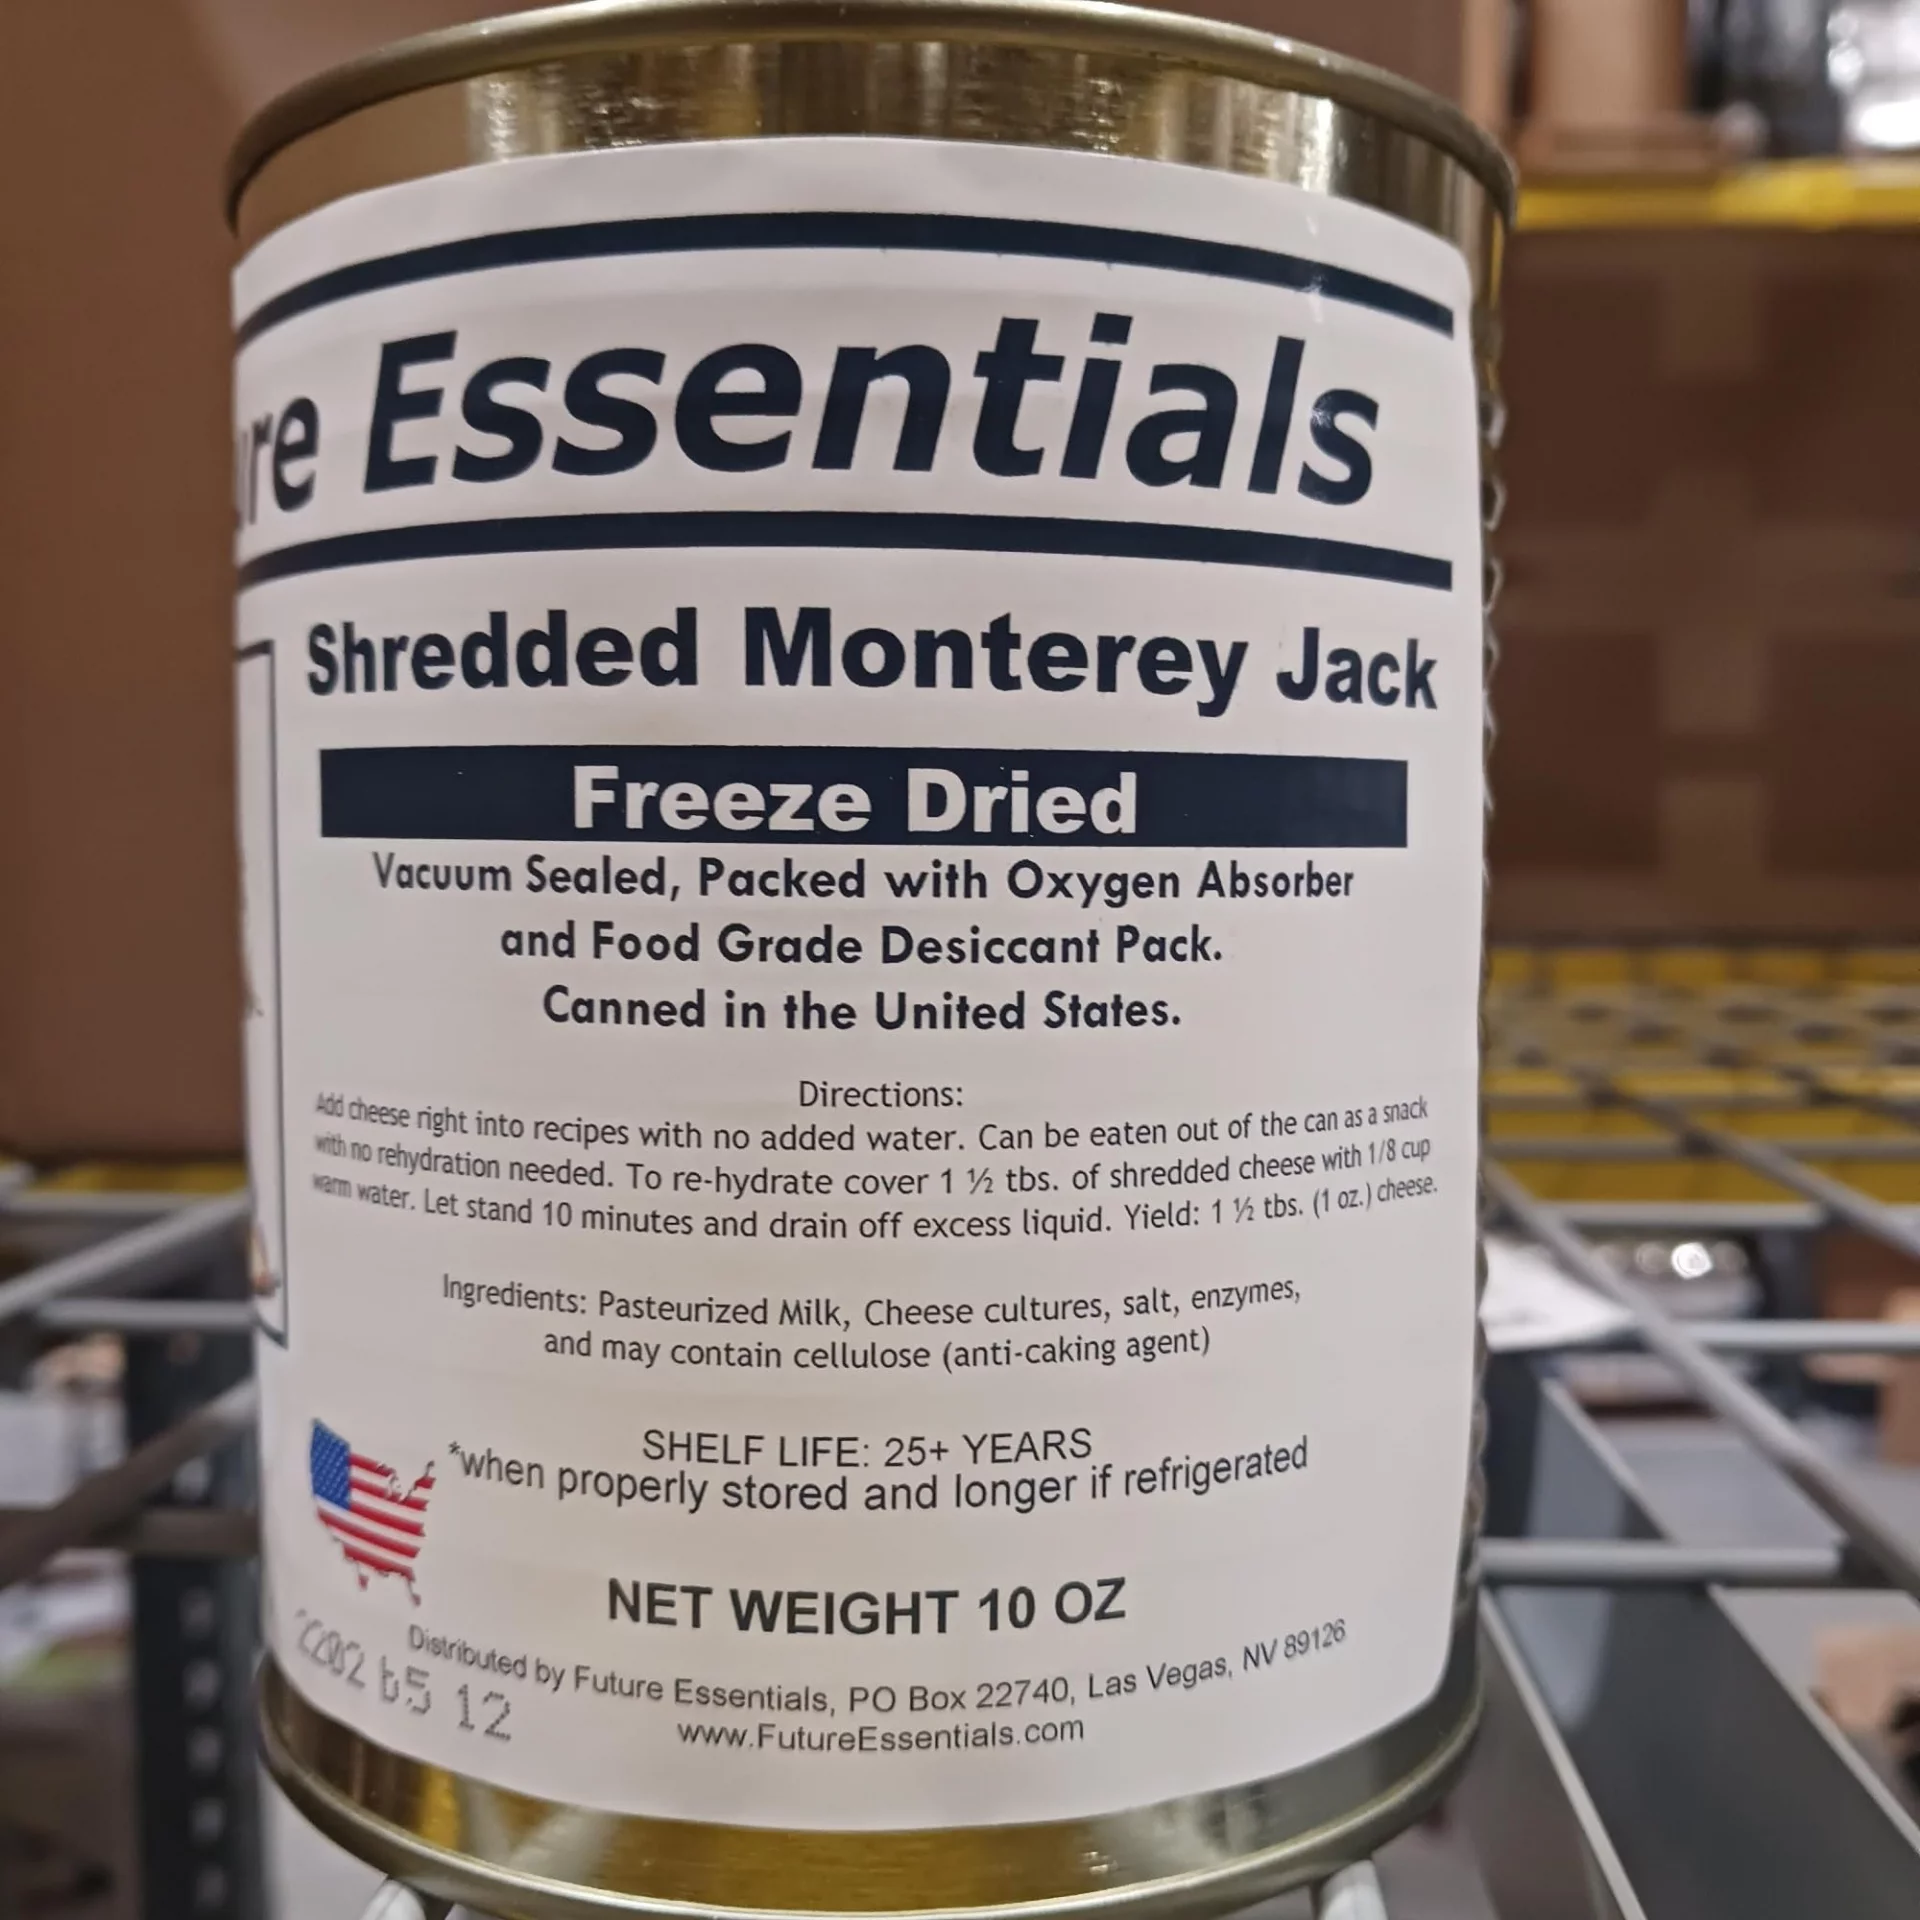 Essentials
Shredded Monterey Jack
Freeze Dried
Vacuum Sealed, Packed with Oxygen Absorber
and Food Grade Desiccant Pack.
Canned in the United States.
Directions:
Add cheese right into recipes with no added water. Can be eaten out of the can as a snack
with no rehydration needed. To re-hydrate cover 1 ½ tbs. of shredded cheese with 1/8 cup
warm water. Let stand 10 minutes and drain off excess liquid. Yield: 1 ½ tbs. (1 oz.) cheese.
Ingredients: Pasteurized Milk, Cheese cultures, salt, enzymes,
and may contain cellulose (anti-caking agent)
SHELF LIFE: 25+ YEARS
*when properly stored and longer if refrigerated
NET WEIGHT 10 OZ
Distributed by Future Essentials, PO Box 22740, Las Vegas, NV 89126
www.FutureEssentials.com
12